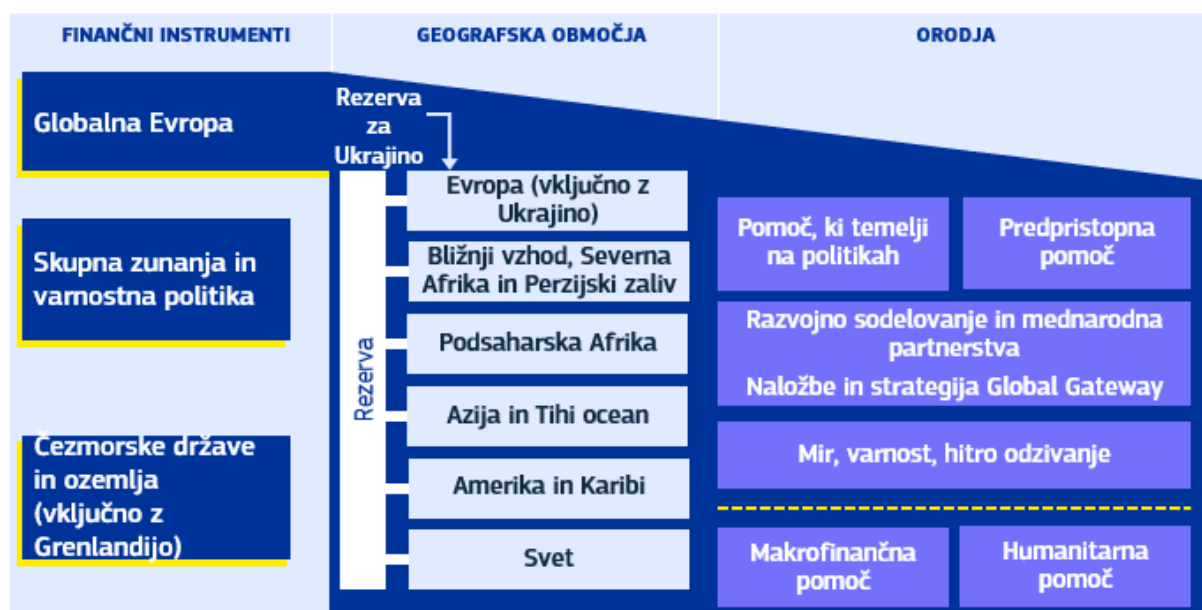 FINANČNI INSTRUMENTI
GEOGRAFSKA OBMOČJA
ORODJA
Globalna Evropa
Skupna zunanja in
varnostna politika
Čezmorske države
in ozemlja
(vključno z
Grenlandijo)
Rezerva
za
Ukrajino
Rezerva
Evropa (vključno z
Ukrajino)
Bližnji vzhod, Severna
Afrika in Perzijski zaliv
Podsaharska Afrika
Azija in Tihi ocean
Amerika in Karibi
Svet
Pomoč, ki temelji
na politikah
Predpristopna
pomoč
Razvojno sodelovanje in mednarodna
partnerstva
Naložbe in strategija Global Gateway
Mir, varnost, hitro odzivanje
Makrofinančna
pomoč
Humanitarna
pomoč